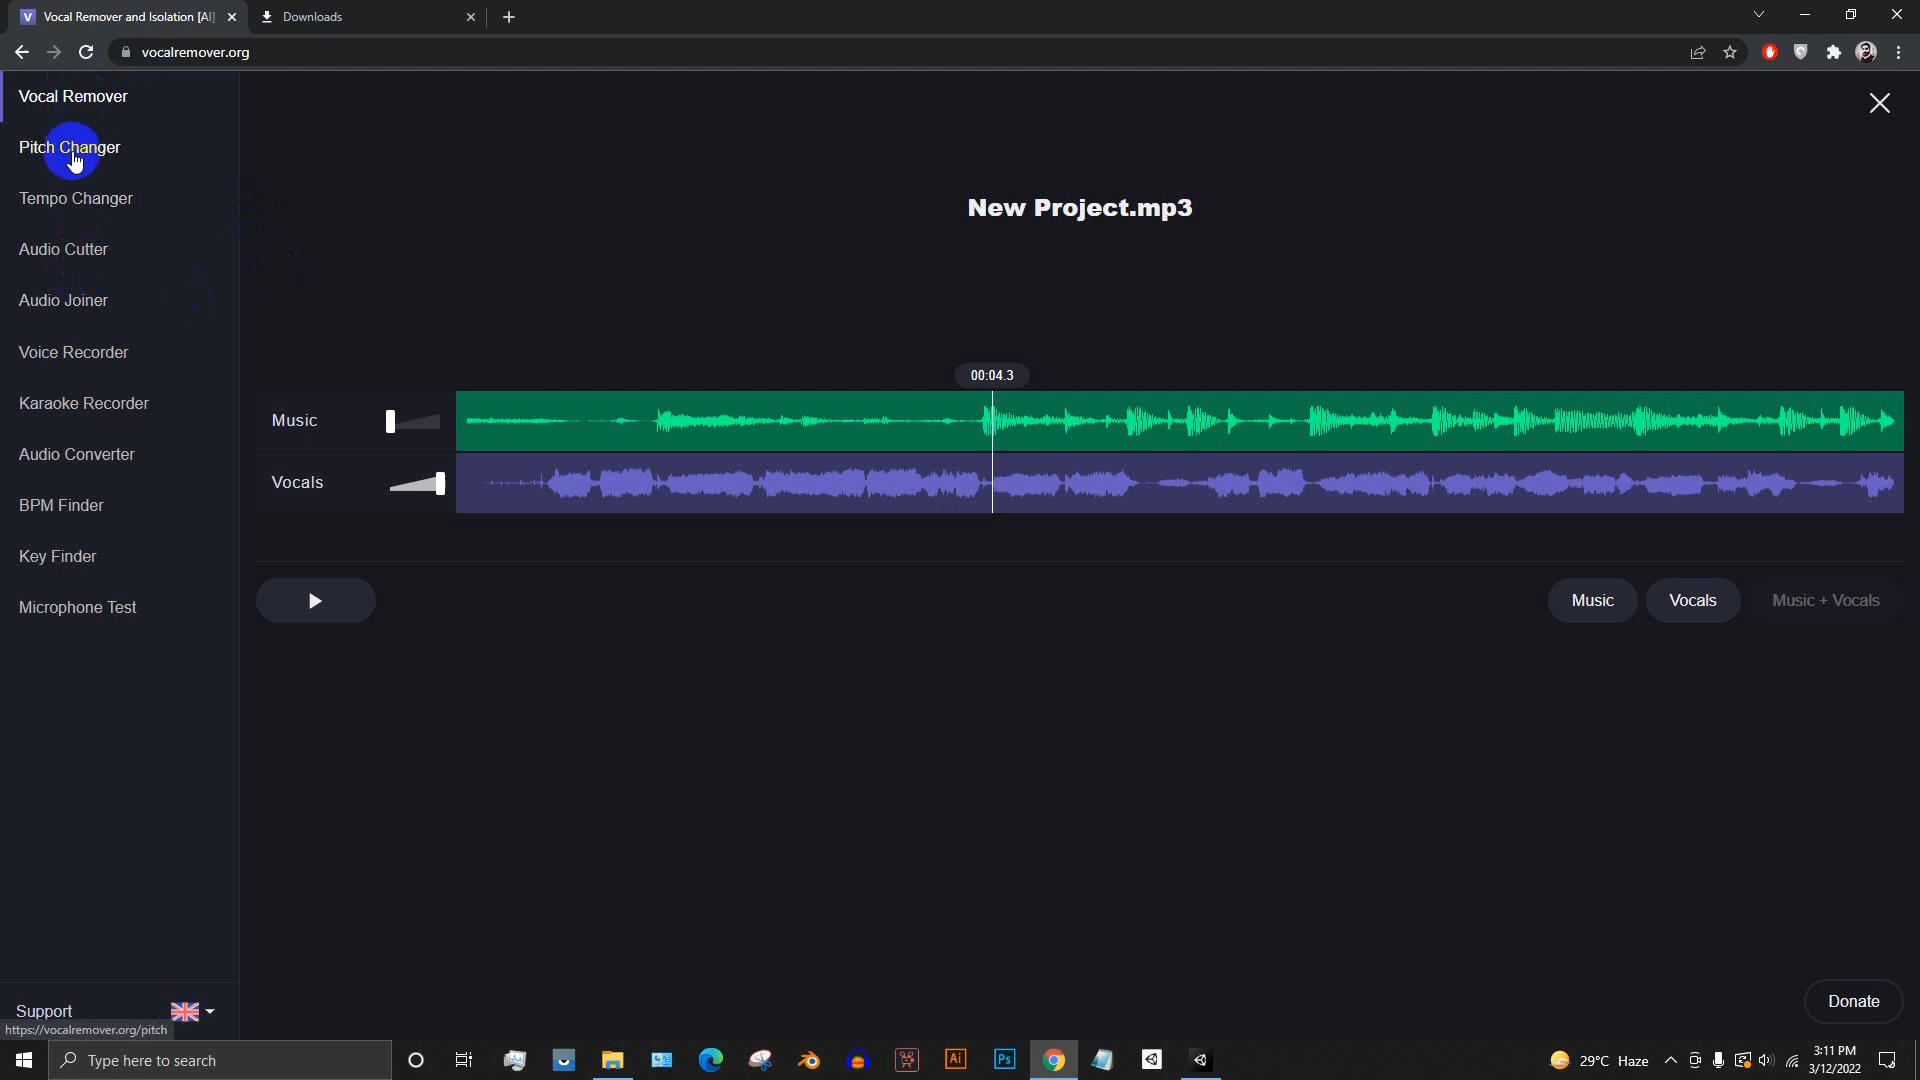 Vocal Remover and Isolation [AI]
Downloads
vocalremover.org
Vocal Remover
Pitch Changer
Tempo Changer
Audio Cutter
Audio Joiner
Voice Recorder
Karaoke Recorder
Audio Converter
BPM Finder
Key Finder
Microphone Test
New Project.mp3
00:04.3
Music
Vocals
Music
Vocals
Music + Vocals
Donate
Support
https://vocalremover.org/pitch
Type here to search
Ai
Ps
29°C Haze
3:11 PM
3/12/2022